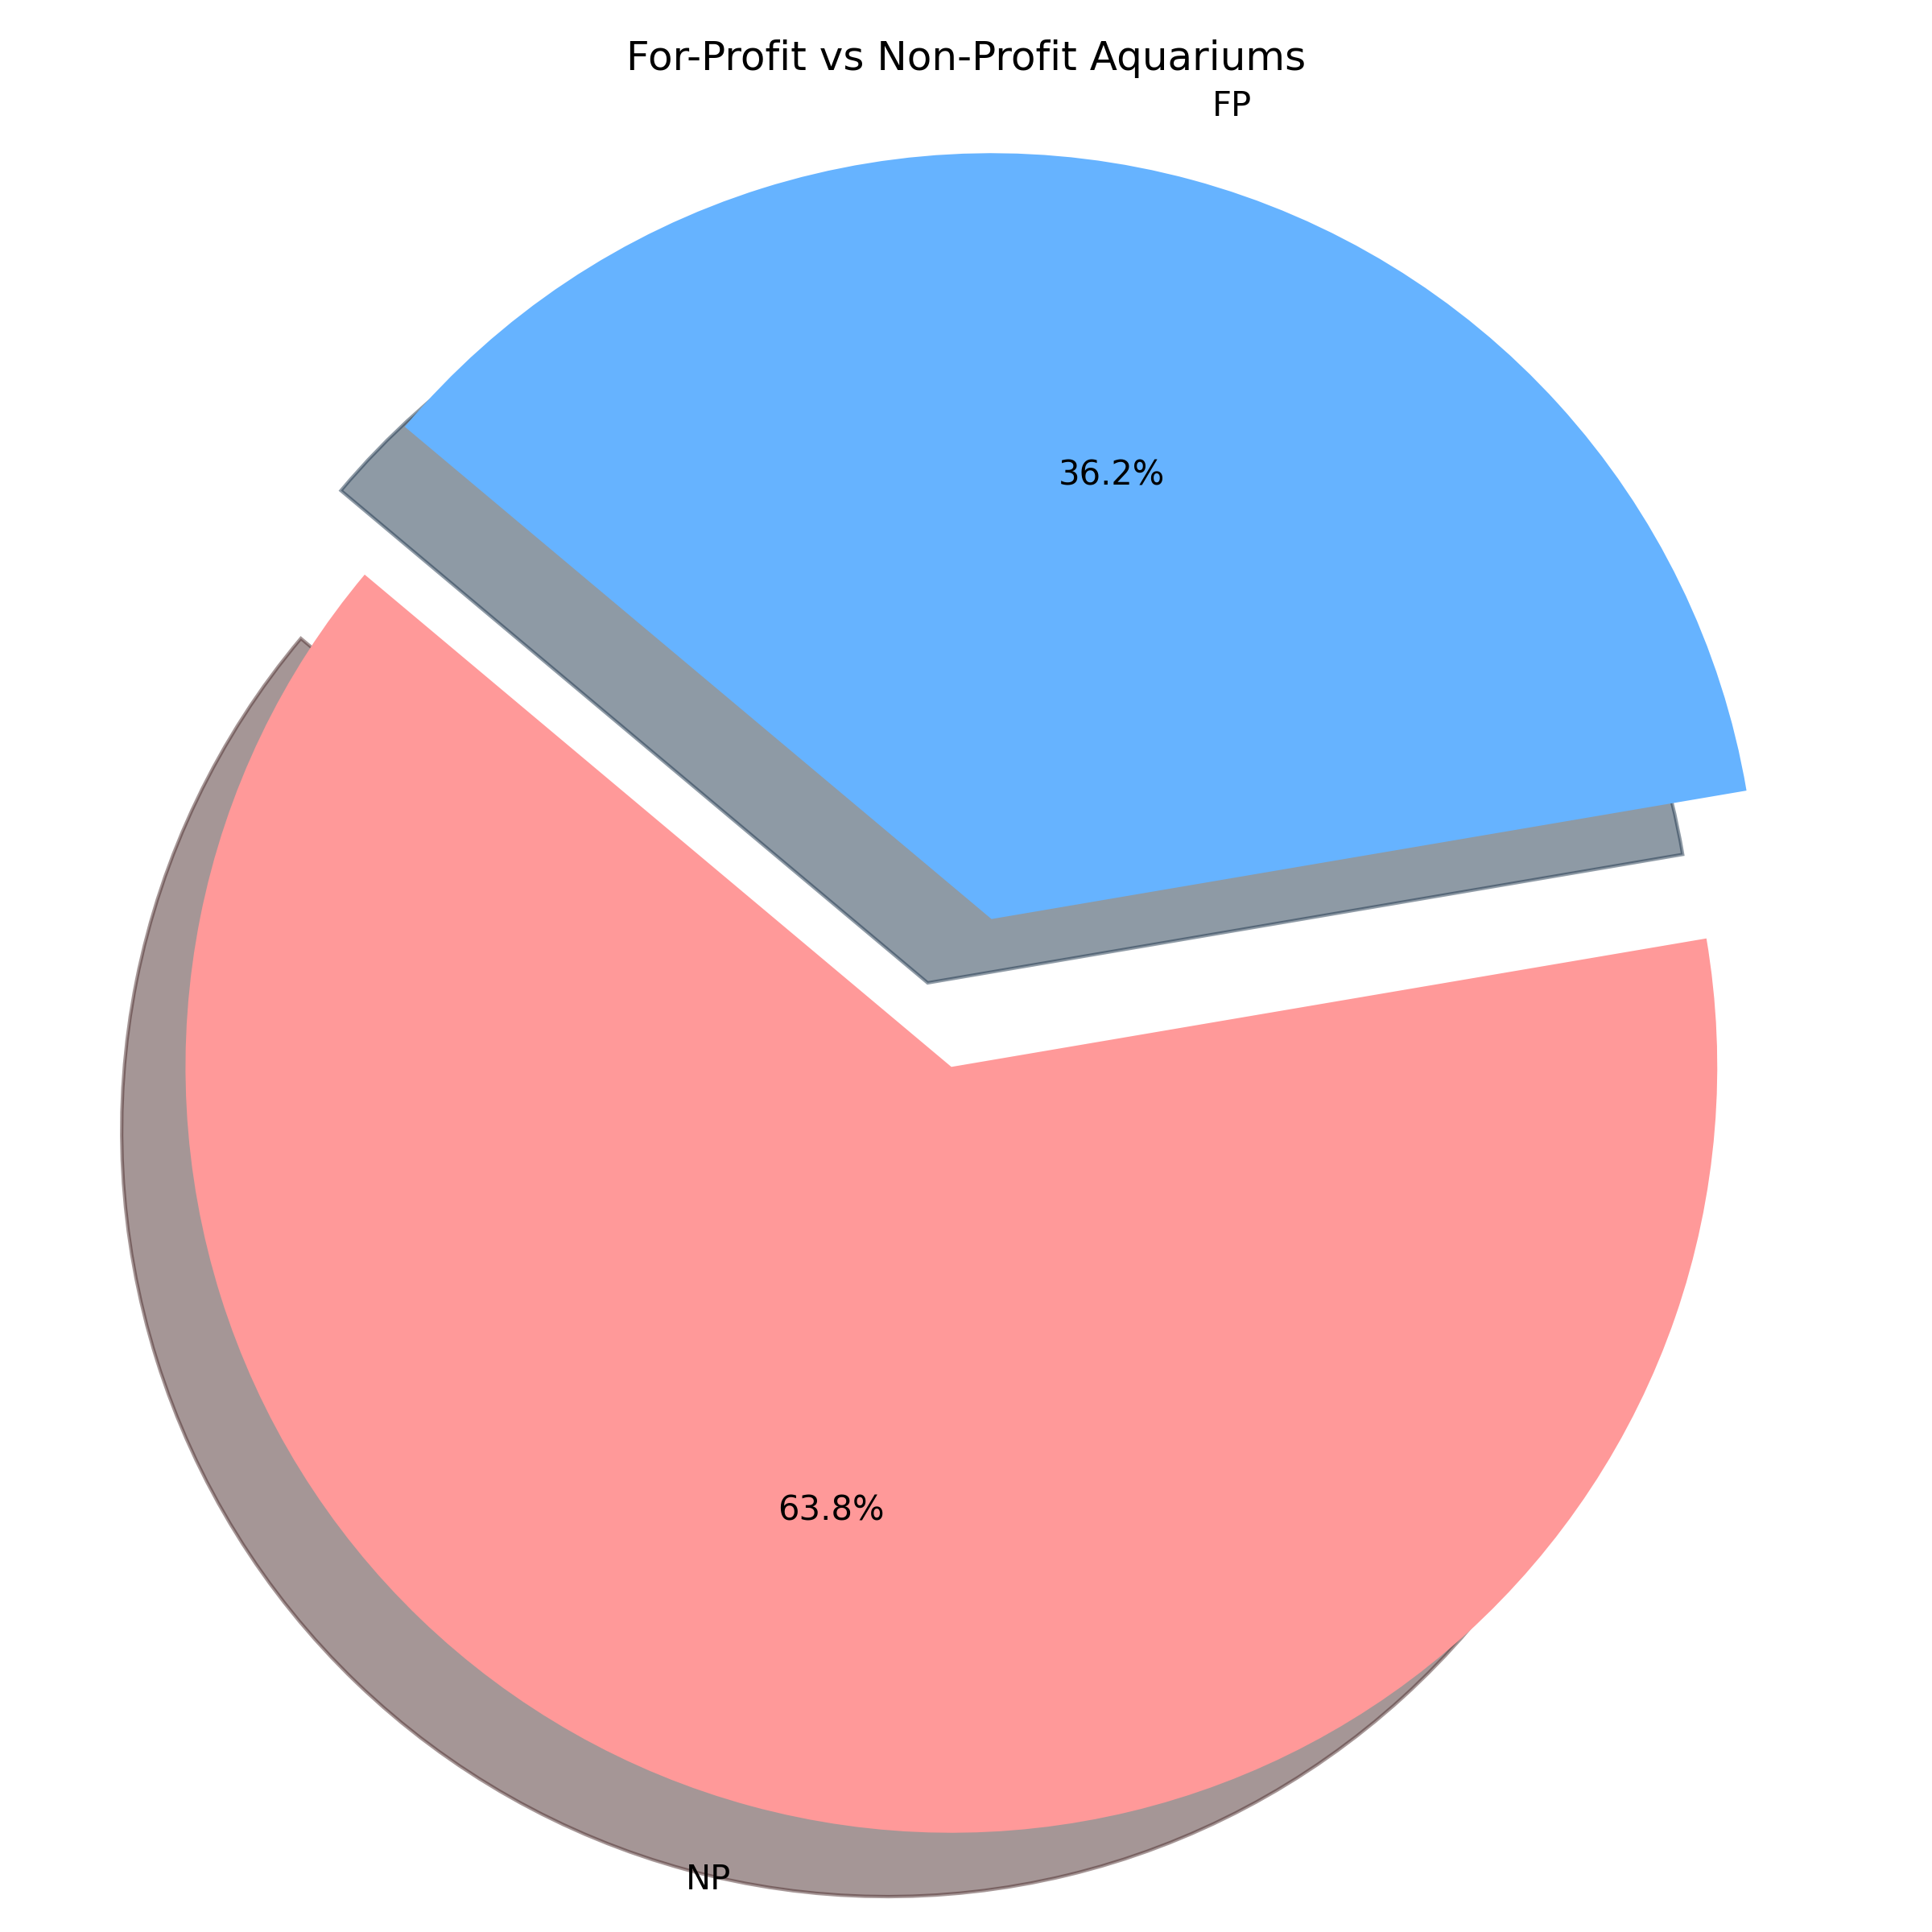 For-Profit vs Non-Profit Aquariums
FP
36.2%
63.8%
NP